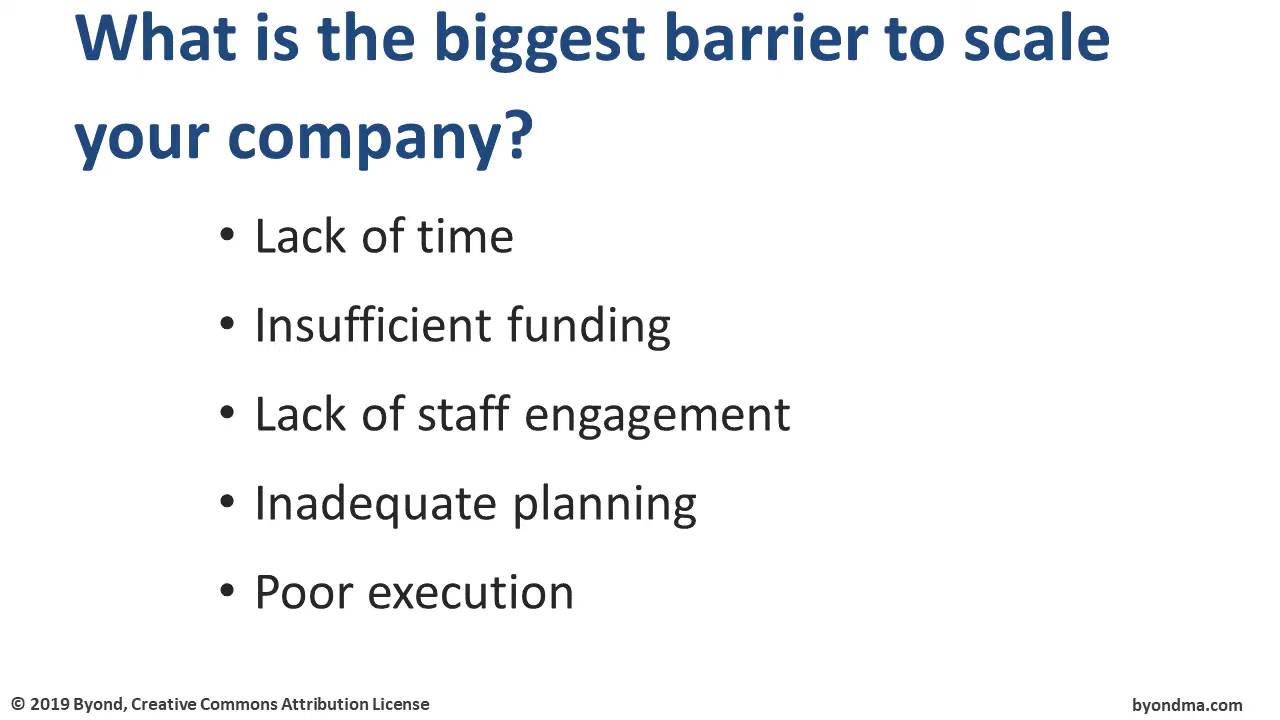 What is the biggest barrier to scale
your company?
• Lack of time
• Insufficient funding
• Lack of staff engagement
• Inadequate planning
• Poor execution
© 2019 Byond, Creative Commons Attribution License
byondma.com